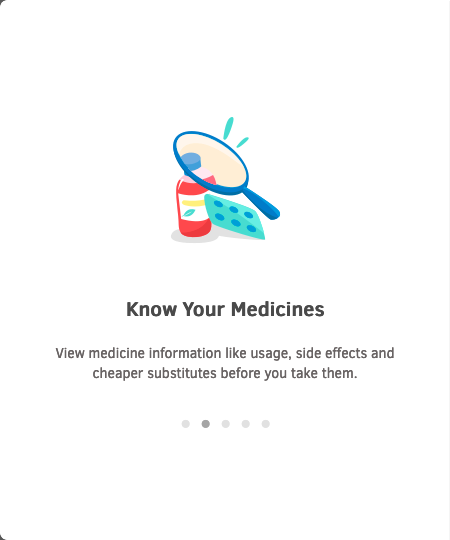 Know Your Medicines
View medicine information like usage, side effects and
cheaper substitutes before you take them.